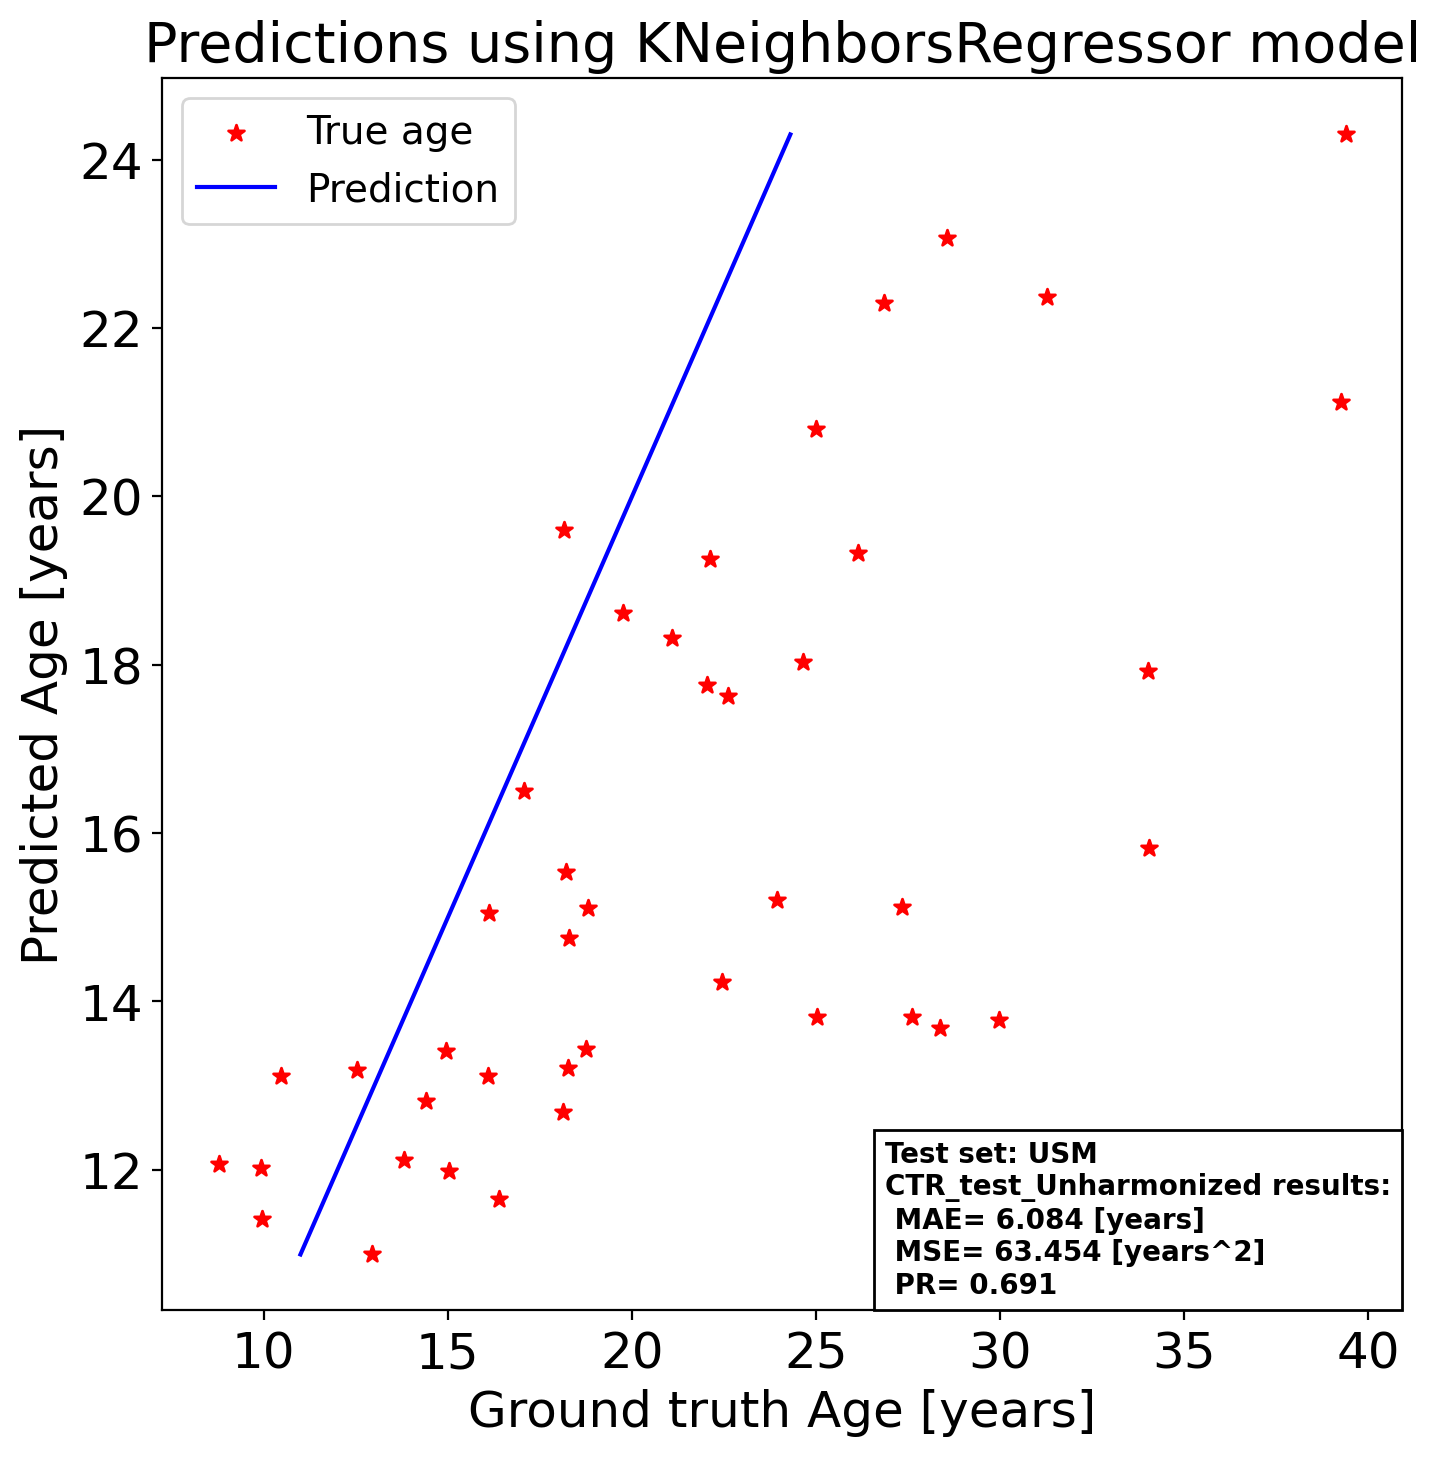 Predictions using KNeighborsRegressor model
True age
Prediction
24
22
20
18
16
14
12
Predicted Age [years]
Test set: USM
CTR_test_Unharmonized results:
MAE= 6.084 [years]
MSE= 63.454 [years^2]
PR= 0.691
10 15 20 25 30 35 40
Ground truth Age [years]